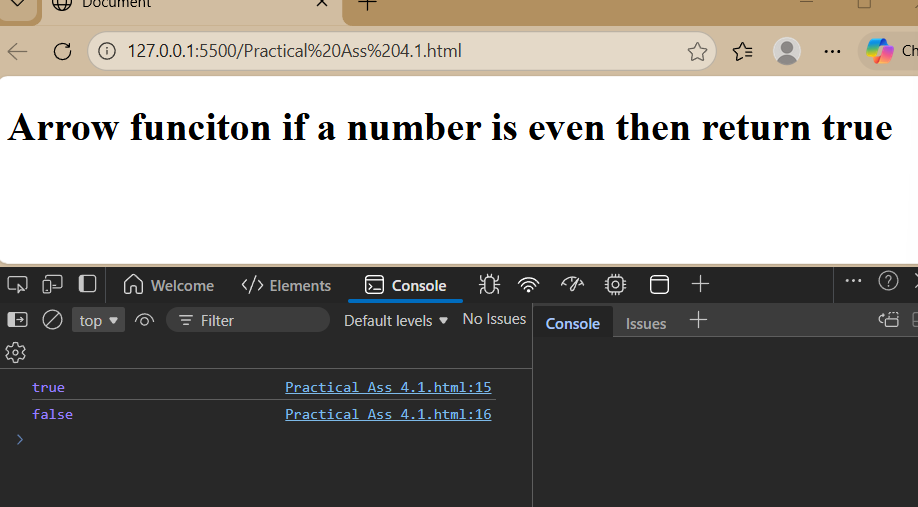 Document
127.0.0.1:5500/Practical%20Ass%204.1.html
Ch
Arrow funciton if a number is even then return true
Welcome
Elements
Console
top
Filter
Default levels
No Issues
Console
Issues
true Practical Ass 4.1.html:15
false Practical Ass 4.1.html:16